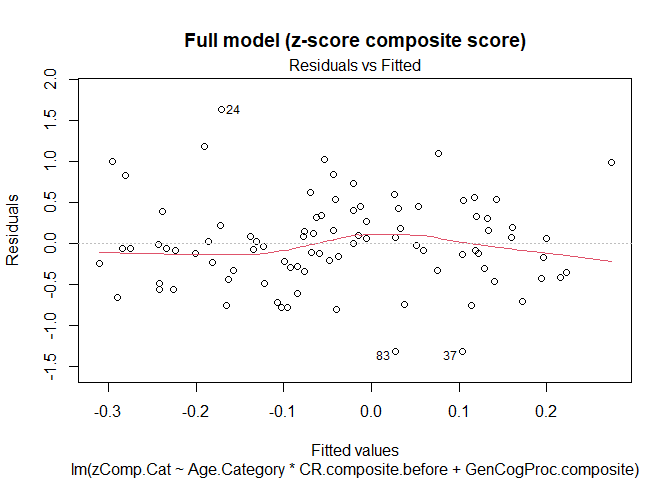 Full model (z-score composite score)
Residuals vs Fitted
2.0
1.5
1.0
0.5
0.0
-0.5
-1.0
-1.5
Residuals
24
83
37
-0.3 -0.2 -0.1 0.0 0.1 0.2
Fitted values
lm(zComp.Cat ~ Age.Category * CR.composite.before + GenCogProc.composite)